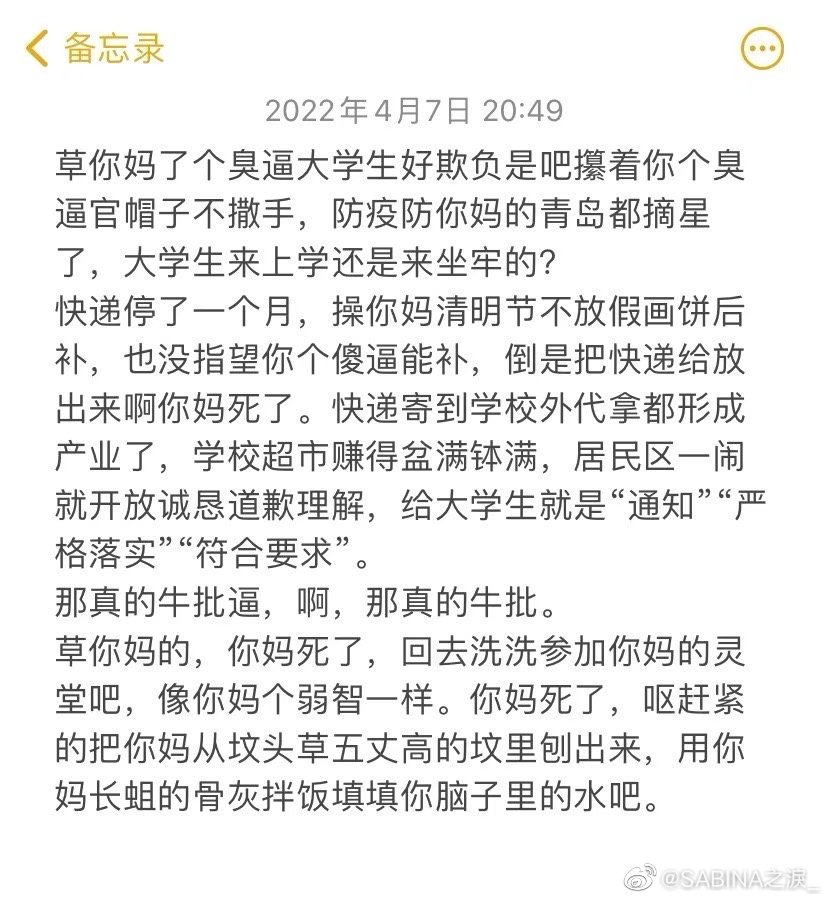 备忘录
2022年4月7日 20:49
草你妈了个臭逼大学生好欺负是吧攥着你个臭
逼官帽子不撒手，防疫防你妈的青岛都摘星
了，大学生来上学还是来坐牢的？
快递停了一个月，操你妈清明节不放假画饼后
补，也没指望你个傻逼能补，倒是把快递给放
出来啊你妈死了。快递寄到学校外代拿都形成
产业了，学校超市赚得盆满钵满，居民区一闹
就开放诚恳道歉理解，给大学生就是“通知”“严
格落实”“符合要求”。
那真的牛批逼，啊，那真的牛批。
草你妈的，你妈死了，回去洗洗参加你妈的灵
堂吧，像你妈个弱智一样。你妈死了，呕赶紧
的把你妈从坟头草五丈高的坟里刨出来，用你
妈长蛆的骨灰拌饭填填你脑子里的水吧。
@SABINA之淚_